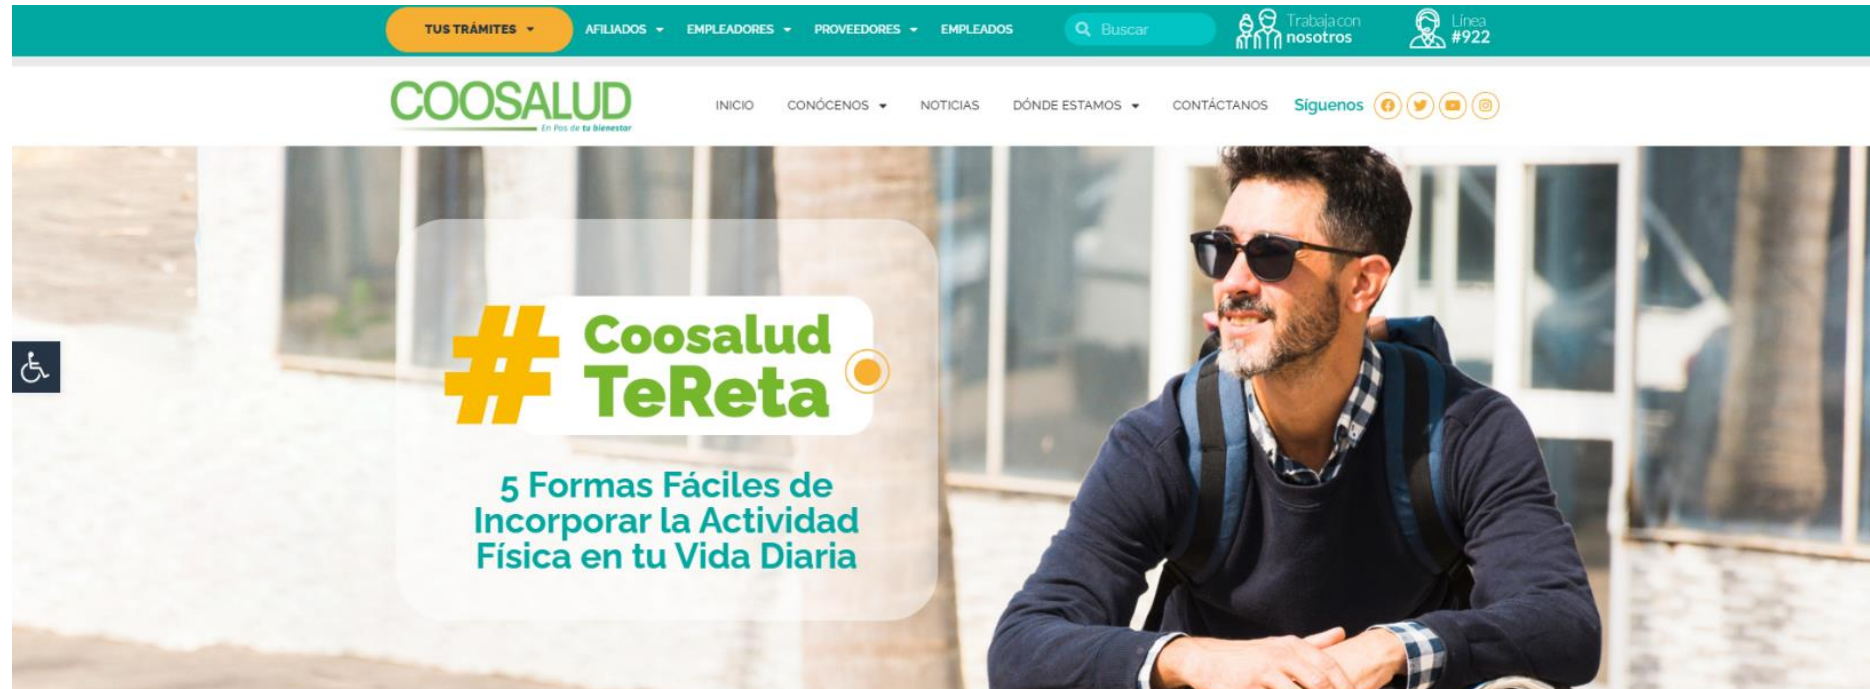 TUS TRÁMITES
AFILIADOS
EMPLEADORES
PROVEEDORES
EMPLEADOS
Buscar
Trabaja con
nosotros
Línea
#922
COOSALUD
En Pos de tu bienestar
INICIO
CONÓCENOS
NOTICIAS
DÓNDE ESTAMOS
CONTÁCTANOS
Síguenos
# Coosalud
TeReta
5 Formas Fáciles de
Incorporar la Actividad
Física en tu Vida Diaria